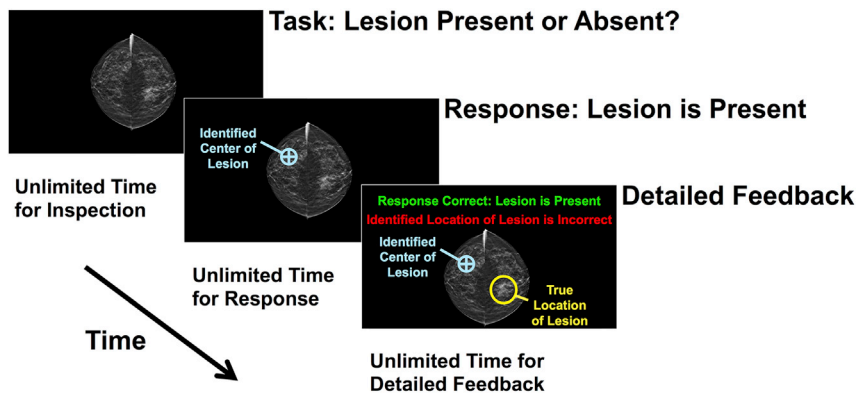 Task: Lesion Present or Absent?
Unlimited Time
for Inspection
Response: Lesion is Present
Identified
Center of
Lesion
Unlimited Time
for Response
Detailed Feedback
Response Correct: Lesion is Present
Identified Location of Lesion is Incorrect
Identified
Center of
Lesion
True
Location
of Lesion
Unlimited Time for
Detailed Feedback
Time